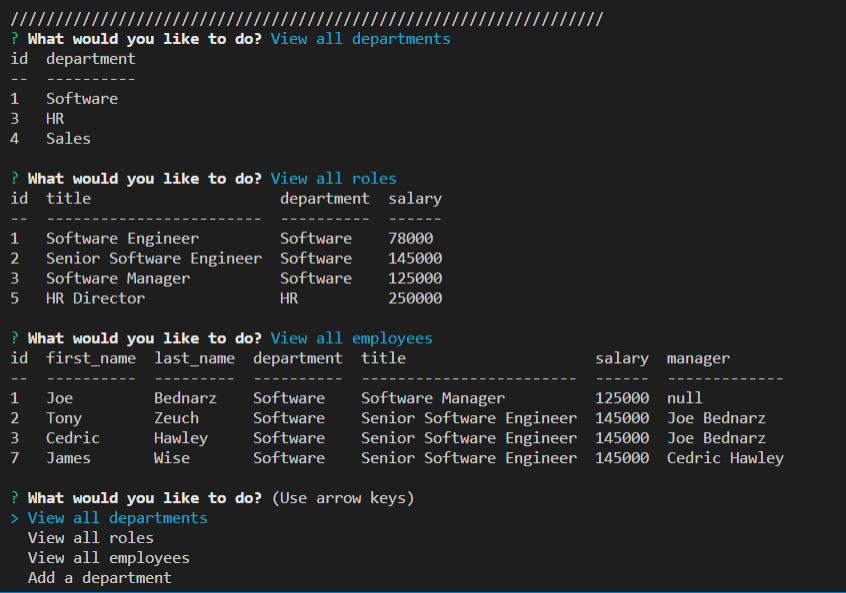 //////////////////////////////////////////////////////////////////
? What would you like to do? View all departments
id  department
--  ----------
1   Software
3   HR
4   Sales
? What would you like to do? View all roles
id  title                     department  salary
--  ------------------------  ----------  ------
1   Software Engineer         Software    78000
2   Senior Software Engineer  Software    145000
3   Software Manager          Software    125000
5   HR Director               HR          250000
? What would you like to do? View all employees
id  first_name  last_name  department  title                     salary  manager
--  ----------  ---------  ----------  ------------------------  ------  -------------
1   Joe         Bednarz    Software    Software Manager          125000  null
2   Tony        Zeuch      Software    Senior Software Engineer  145000  Joe Bednarz
3   Cedric      Hawley     Software    Senior Software Engineer  145000  Joe Bednarz
7   James       Wise       Software    Senior Software Engineer  145000  Cedric Hawley
? What would you like to do? (Use arrow keys)
> View all departments
  View all roles
  View all employees
  Add a department